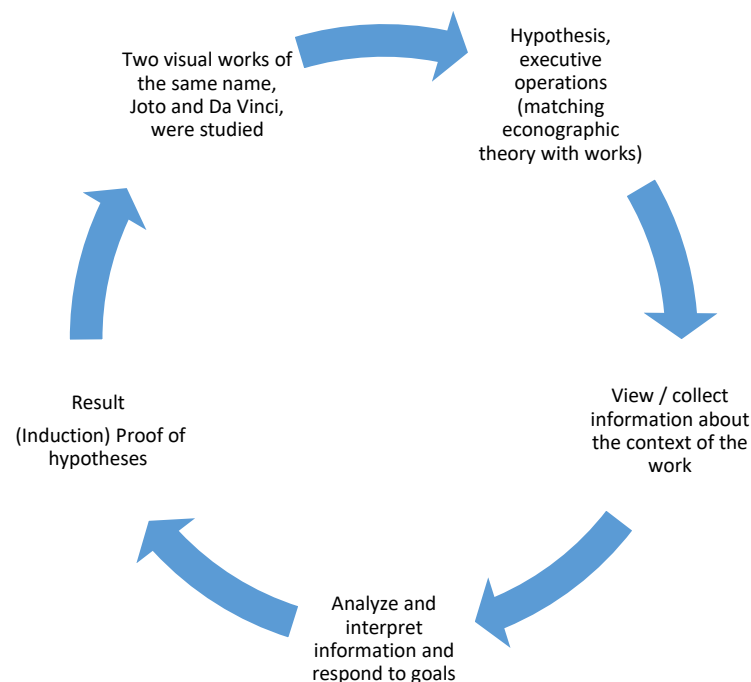 Two visual works of
the same name,
Joto and Da Vinci,
were studied
Hypothesis,
executive
operations
(matching
econographic
theory with works)
View / collect
information about
the context of the
work
Analyze and
interpret
information and
respond to goals
Result
(Induction) Proof of
hypotheses